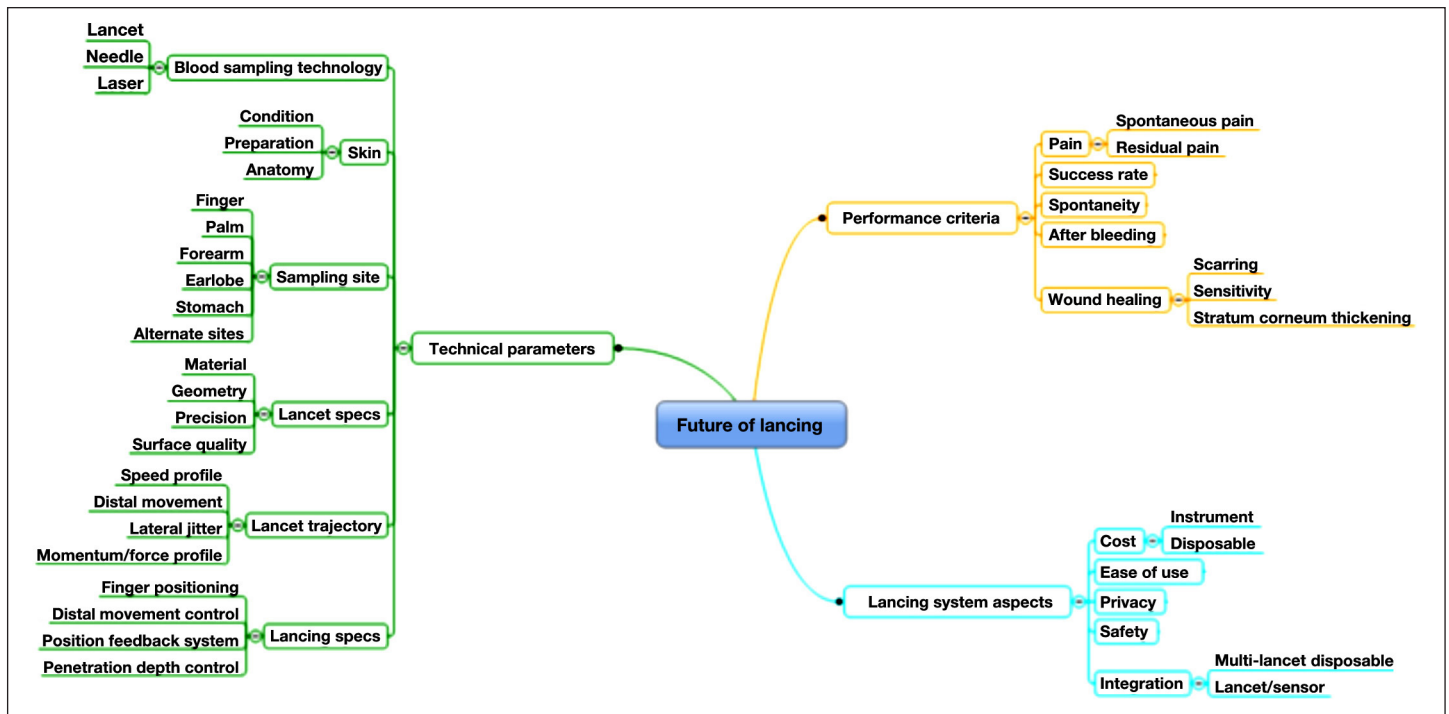 Lancet
Needle
Laser
Blood sampling technology
Condition
Preparation
Anatomy
Skin
Finger
Palm
Forearm
Earlobe
Stomach
Alternate sites
Sampling site
Material
Geometry
Precision
Surface quality
Lancet specs
Speed profile
Distal movement
Lateral jitter
Momentum/force profile
Lancet trajectory
Finger positioning
Distal movement control
Position feedback system
Penetration depth control
Lancing specs
Technical parameters
Future of lancing
Performance criteria
Pain
Spontaneous pain
Residual pain
Success rate
Spontaneity
After bleeding
Wound healing
Scarring
Sensitivity
Stratum corneum thickening
Lancing system aspects
Cost
Instrument
Disposable
Ease of use
Privacy
Safety
Integration
Multi-lancet disposable
Lancet/sensor